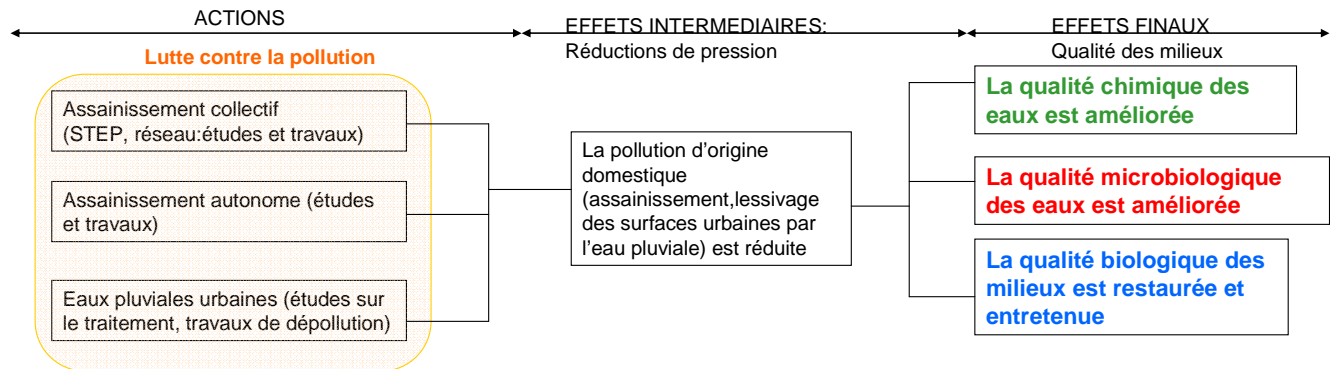 ACTIONS
EFFETS INTERMEDIAIRES:
Réductions de pression
EFFETS FINAUX
Qualité des milieux
Lutte contre la pollution
Assainissement collectif
(STEP, réseau:études et travaux)
Assainissement autonome (études
et travaux)
Eaux pluviales urbaines (études sur
le traitement, travaux de dépollution)
La pollution d'origine
domestique
(assainissement,lessivage
des surfaces urbaines par
l'eau pluviale) est réduite
La qualité chimique des
eaux est améliorée
La qualité microbiologique
des eaux est améliorée
La qualité biologique des
milieux est restaurée et
entretenue